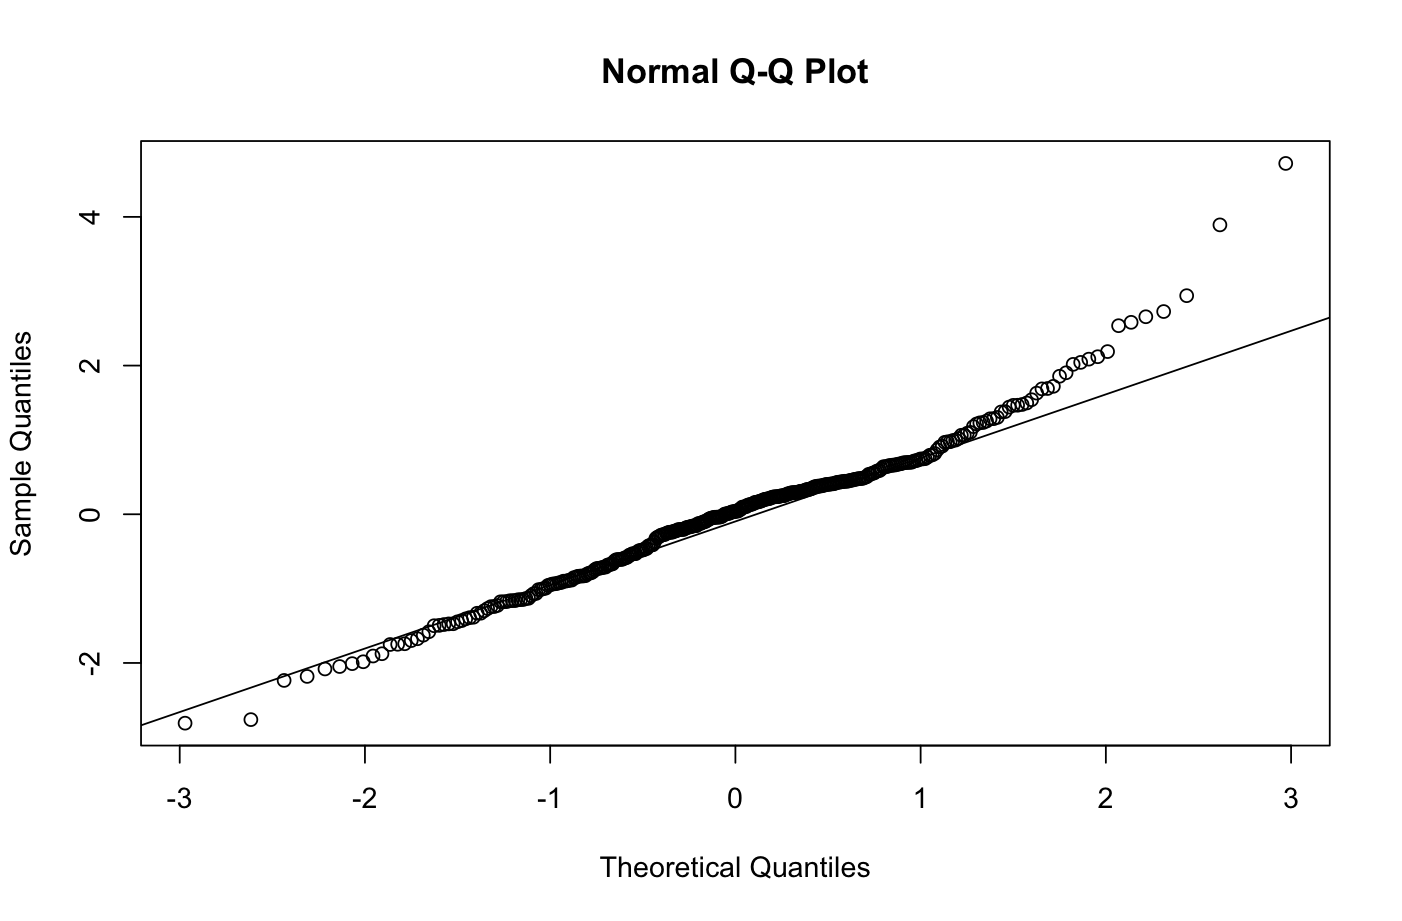 Normal Q-Q Plot
Sample Quantiles
4
2
0
-2
-3 -2 -1 0 1 2 3
Theoretical Quantiles